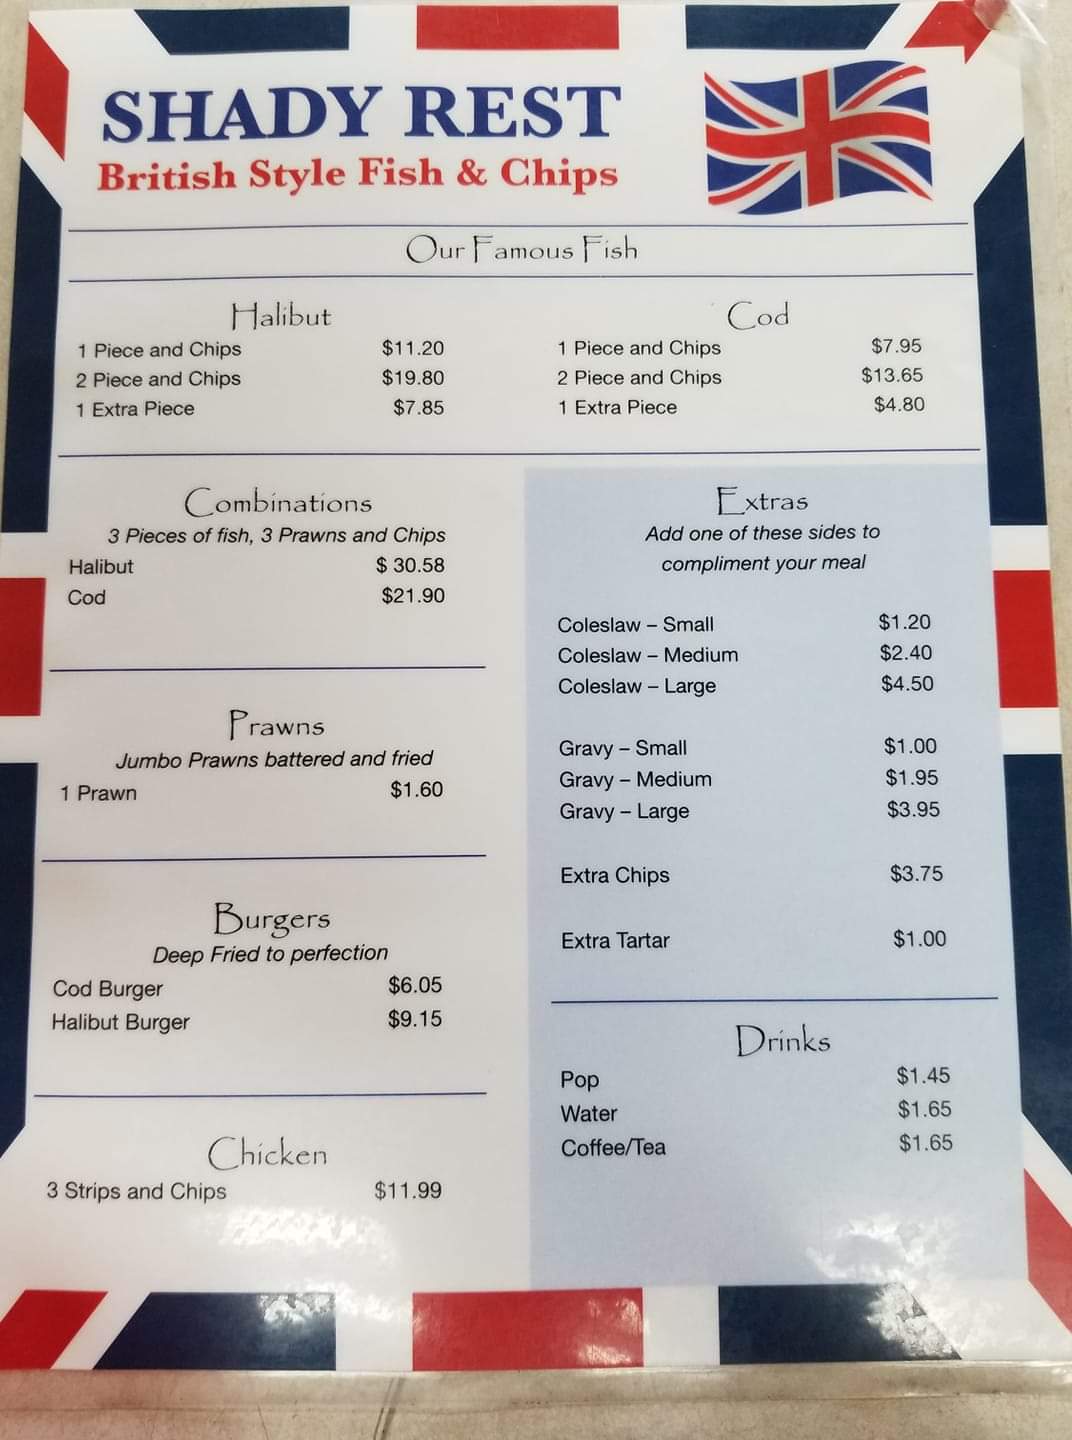 SHADY REST
British Style Fish & Chips
Our Famous Fish
Halibut
1 Piece and Chips $11.20
2 Piece and Chips $19.80
1 Extra Piece $7.85
Cod
1 Piece and Chips $7.95
2 Piece and Chips $13.65
1 Extra Piece $4.80
Combinations
3 Pieces of fish, 3 Prawns and Chips
Halibut $ 30.58
Cod $21.90
Prawns
Jumbo Prawns battered and fried
1 Prawn $1.60
Burgers
Deep Fried to perfection
Cod Burger $6.05
Halibut Burger $9.15
Chicken
3 Strips and Chips $11.99
Extras
Add one of these sides to
compliment your meal
Coleslaw – Small $1.20
Coleslaw – Medium $2.40
Coleslaw – Large $4.50
Gravy – Small $1.00
Gravy – Medium $1.95
Gravy – Large $3.95
Extra Chips $3.75
Extra Tartar $1.00
Drinks
Pop $1.45
Water $1.65
Coffee/Tea $1.65